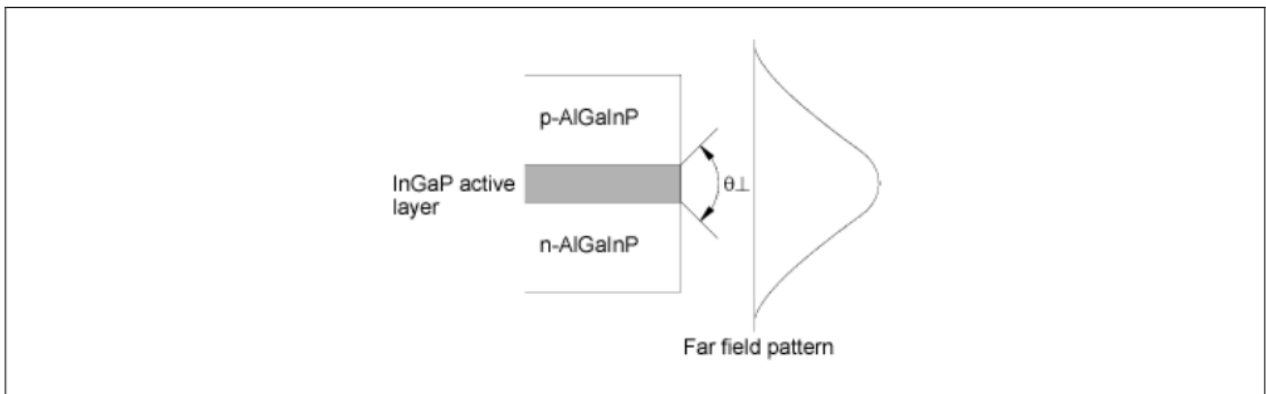 p-AlGaInP
InGaP active
layer
θ⊥
n-AlGaInP
Far field pattern